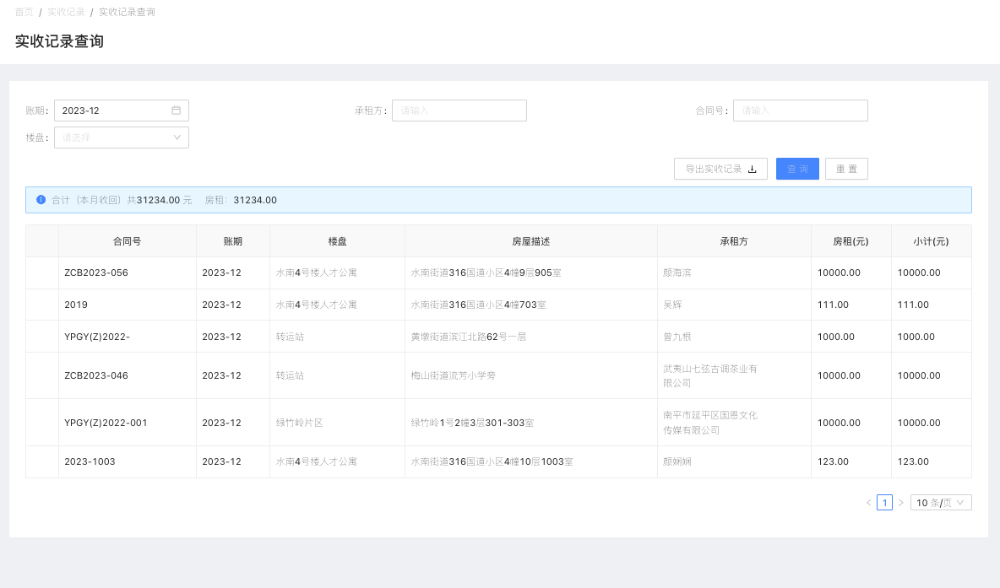 首页 / 实收记录 / 实收记录查询
实收记录查询
账期: 2023-12 承租方: 请输入 合同号: 请输入
楼盘: 请选择
导出实收记录 查 询 重 置
合计（本月收回）共31234.00 元 房租: 31234.00
合同号 账期 楼盘 房屋描述 承租方 房租(元) 小计(元)
ZCB2023-056 2023-12 水南4号楼人才公寓 水南街道316国道小区4幢9层905室 颜海滨 10000.00 10000.00
2019 2023-12 水南4号楼人才公寓 水南街道316国道小区4幢703室 吴辉 111.00 111.00
YPGY(Z)2022- 2023-12 转运站 黄墩街道滨江北路62号一层 曾九根 1000.00 1000.00
ZCB2023-046 2023-12 转运站 梅山街道流芳小学旁 武夷山七弦古调茶业有
限公司 10000.00 10000.00
YPGY(Z)2022-001 2023-12 绿竹岭片区 绿竹岭1号2幢3层301-303室 南平市延平区国恩文化
传媒有限公司 10000.00 10000.00
2023-1003 2023-12 水南4号楼人才公寓 水南街道316国道小区4幢10层1003室 颜娴娴 123.00 123.00
1 10 条/页